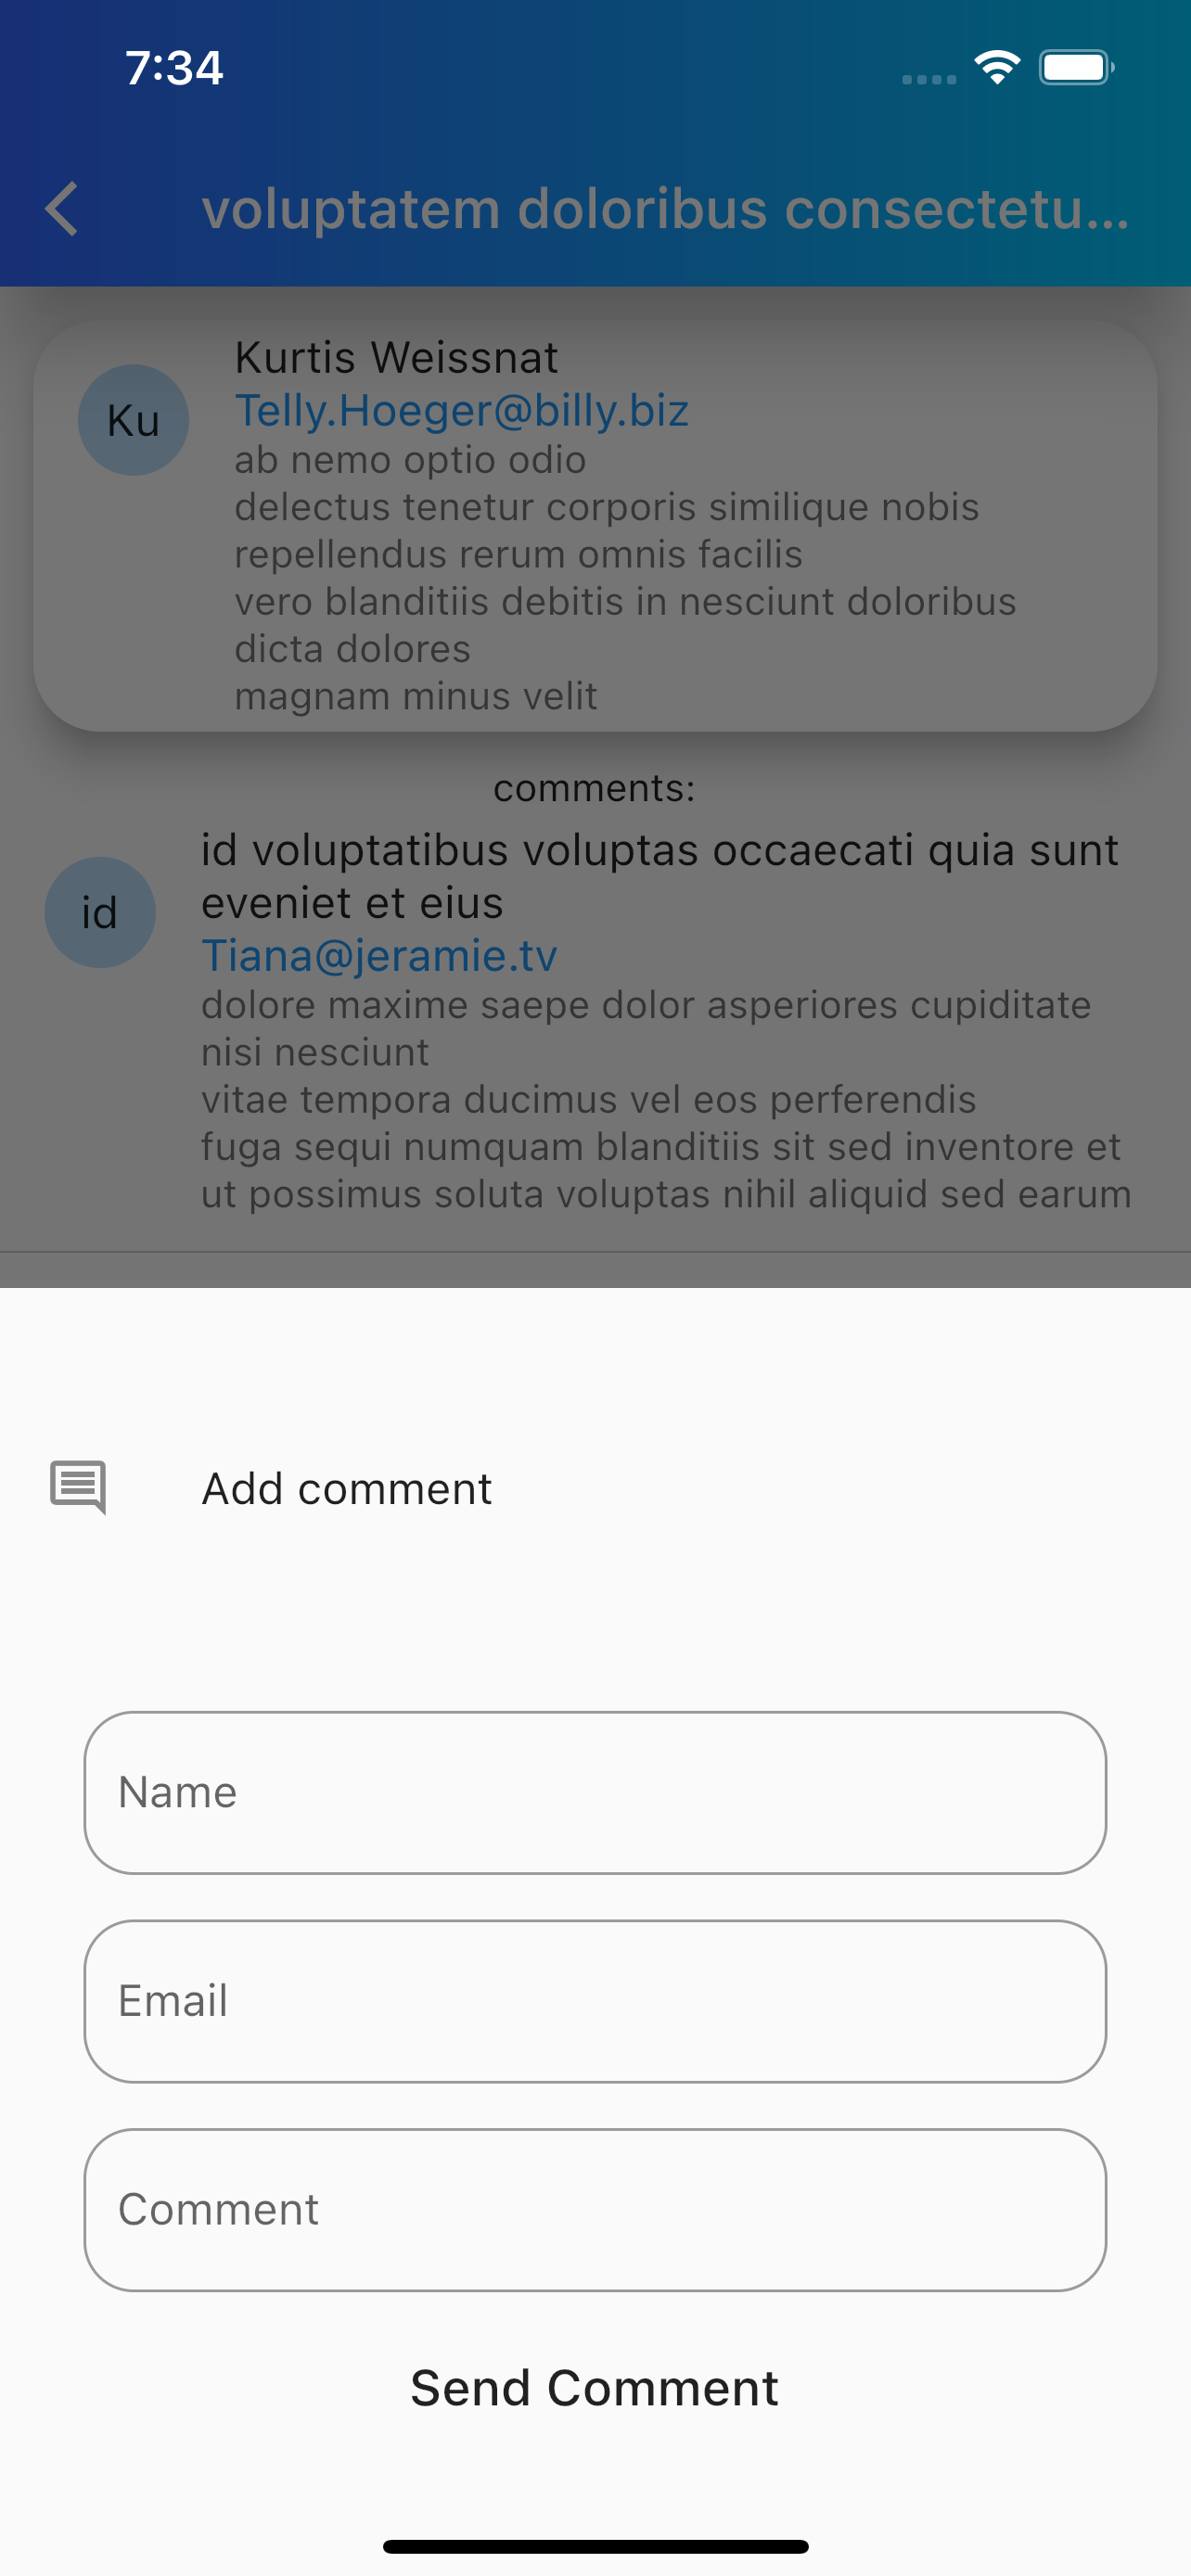 7:34
voluptatem doloribus consectetu...
Ku
Kurtis Weissnat
Telly.Hoeger@billy.biz
ab nemo optio odio
delectus tenetur corporis similique nobis
repellendus rerum omnis facilis
vero blanditiis debitis in nesciunt doloribus
dicta dolores
magnam minus velit
comments:
id
id voluptatibus voluptas occaecati quia sunt
eveniet et eius
Tiana@jeramie.tv
dolore maxime saepe dolor asperiores cupiditate
nisi nesciunt
vitae tempora ducimus vel eos perferendis
fuga sequi numquam blanditiis sit sed inventore et
ut possimus soluta voluptas nihil aliquid sed earum
Add comment
Name
Email
Comment
Send Comment